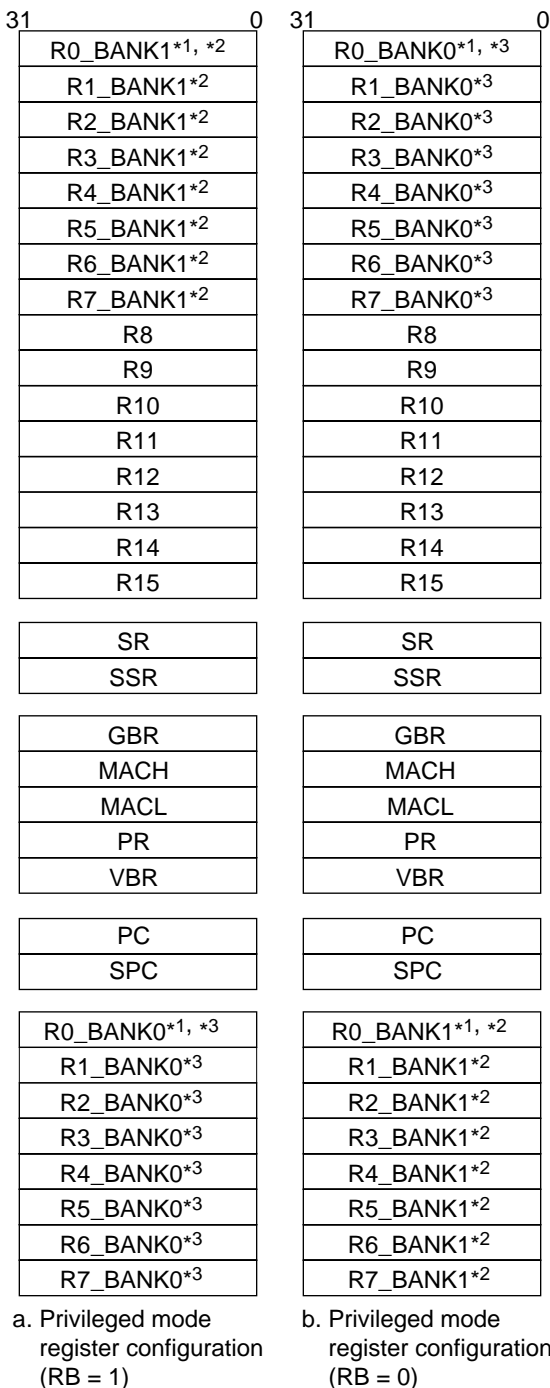 31 0
R0_BANK1*1, *2
R1_BANK1*2
R2_BANK1*2
R3_BANK1*2
R4_BANK1*2
R5_BANK1*2
R6_BANK1*2
R7_BANK1*2
R8
R9
R10
R11
R12
R13
R14
R15
SR
SSR
GBR
MACH
MACL
PR
VBR
PC
SPC
R0_BANK0*1, *3
R1_BANK0*3
R2_BANK0*3
R3_BANK0*3
R4_BANK0*3
R5_BANK0*3
R6_BANK0*3
R7_BANK0*3
a. Privileged mode
register configuration
(RB = 1)
31 0
R0_BANK0*1, *3
R1_BANK0*3
R2_BANK0*3
R3_BANK0*3
R4_BANK0*3
R5_BANK0*3
R6_BANK0*3
R7_BANK0*3
R8
R9
R10
R11
R12
R13
R14
R15
SR
SSR
GBR
MACH
MACL
PR
VBR
PC
SPC
R0_BANK1*1, *2
R1_BANK1*2
R2_BANK1*2
R3_BANK1*2
R4_BANK1*2
R5_BANK1*2
R6_BANK1*2
R7_BANK1*2
b. Privileged mode
register configuration
(RB = 0)